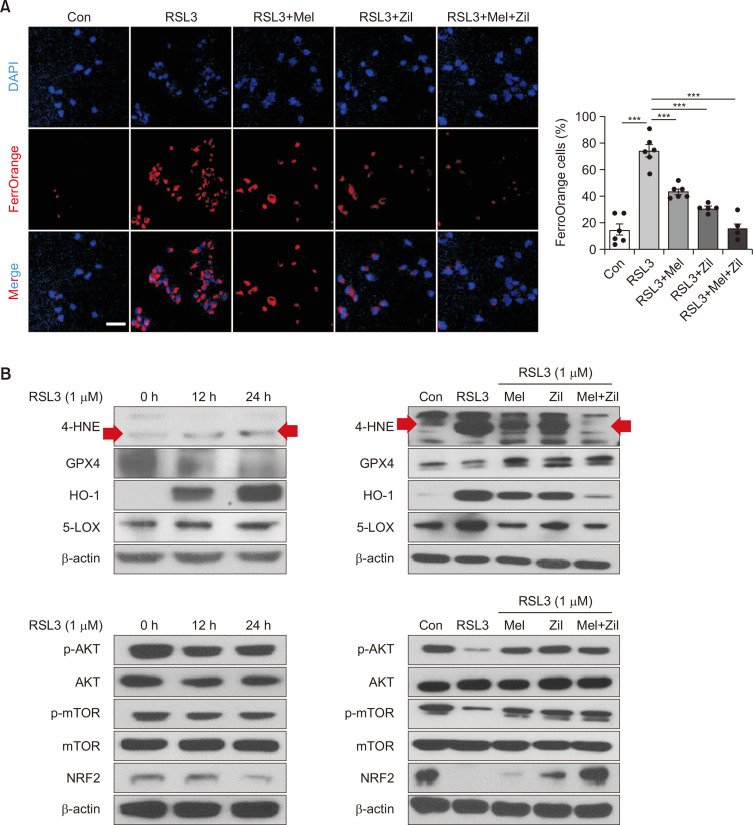 A
Con RSL3 RSL3+Mel RSL3+Zil RSL3+Mel+Zil
DAPI
FerrOrange
Merge
FerroOrange cells (%)
100
80
60
40
20
0
*** *** *** ***
Con RSL3 RSL3+Mel RSL3+Zil RSL3+Mel+Zil
B
RSL3 (1 μM) 0 h 12 h 24 h
4-HNE
GPX4
HO-1
5-LOX
β-actin
RSL3 (1 μM)
Con RSL3 Mel Zil Mel+Zil
4-HNE
GPX4
HO-1
5-LOX
β-actin
RSL3 (1 μM) 0 h 12 h 24 h
p-AKT
AKT
p-mTOR
mTOR
NRF2
β-actin
RSL3 (1 μM)
Con RSL3 Mel Zil Mel+Zil
p-AKT
AKT
p-mTOR
mTOR
NRF2
β-actin